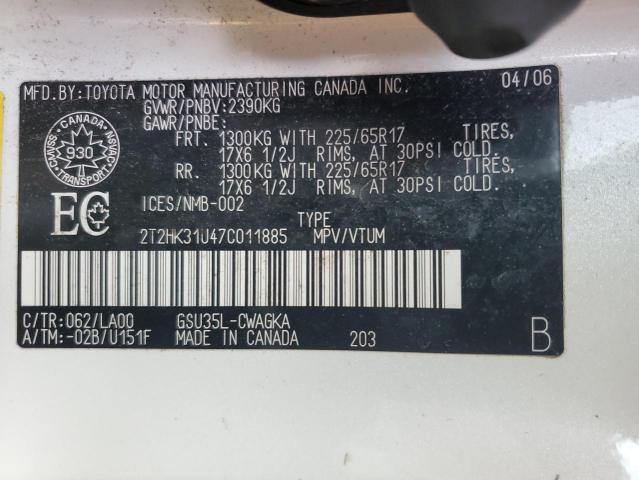 MFD.BY:TOYOTA MOTOR MANUFACTURING CANADA INC. 04/06
GVWR/PNBV:2390KG
GAWR/PNBE:
FRT. 1300KG WITH 225/65R17 TIRES,
17X6 1/2J RIMS, AT 30PSI COLD.
RR. 1300KG WITH 225/65R17 TIRES,
17X6 1/2J RIMS, AT 30PSI COLD.
CANADA
CMVSS NSVAC
930
TRANSPORT
EC
ICES/NMB-002
TYPE
2T2HK31U47C011885 MPV/VTUM
C/TR:062/LA00 GSU35L-CWAGKA
A/TM:-02B/U151F MADE IN CANADA 203
B